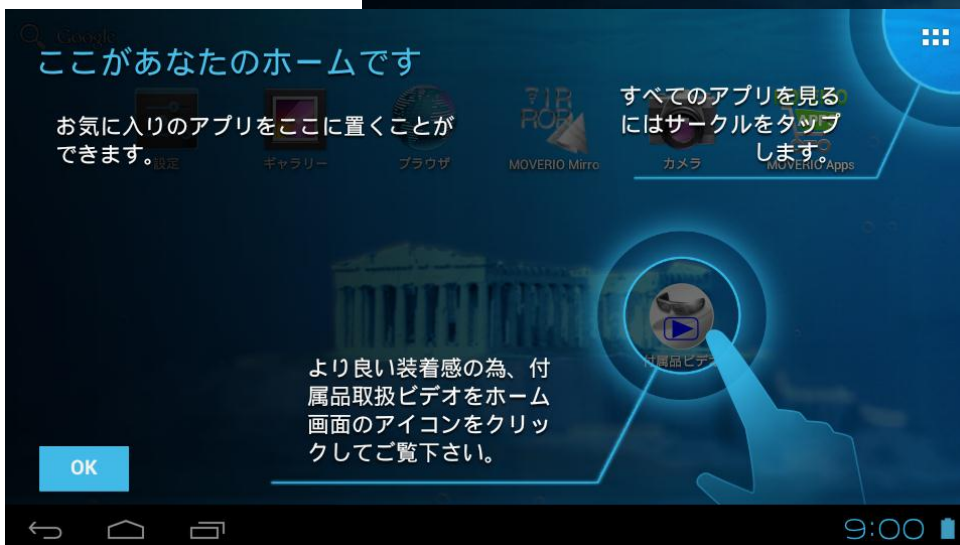 Google
ここがあなたのホームです
お気に入りのアプリをここに置くことが
できます。
すべてのアプリを見る
にはサークルをタップ
します。
設定
ギャラリー
ブラウザ
MOVERIO Mirro
カメラ
MOVERIO Apps
付属品ビデ
より良い装着感の為、付
属品取扱ビデオをホーム
画面のアイコンをクリッ
クしてご覧下さい。
OK
9:00